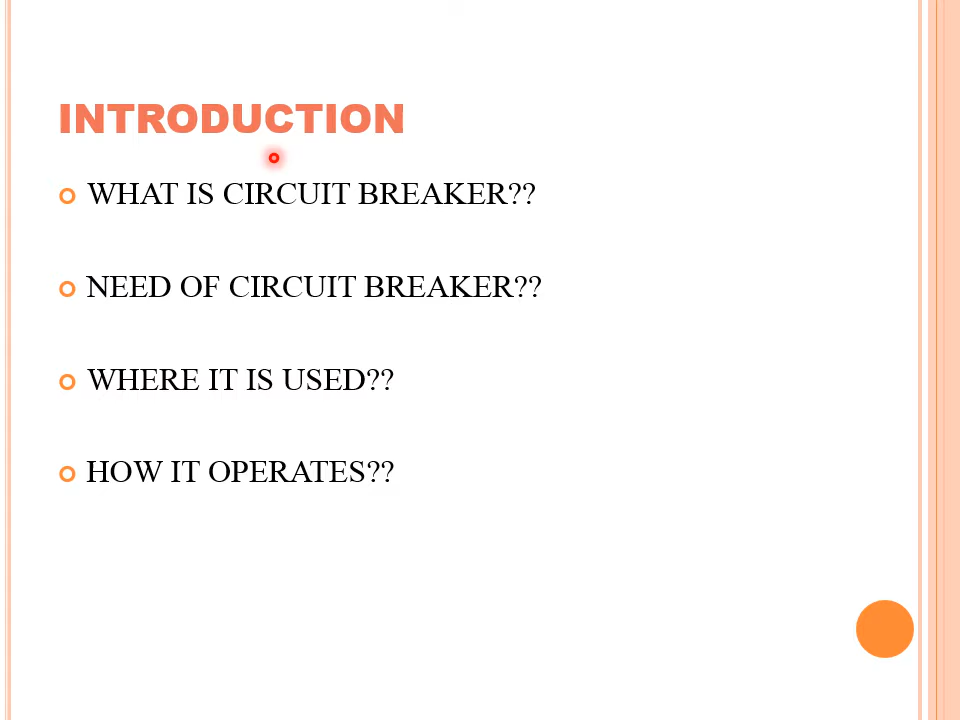 INTRODUCTION
WHAT IS CIRCUIT BREAKER??
NEED OF CIRCUIT BREAKER??
WHERE IT IS USED??
HOW IT OPERATES??